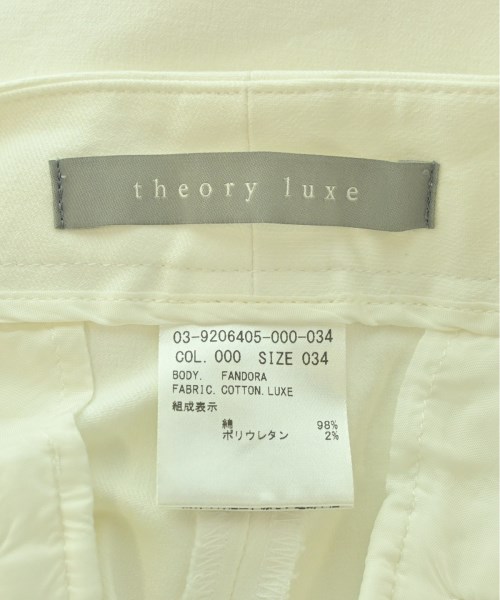 theory luxe
03-9206405-000-034
COL. 000 SIZE 034
BODY. FANDORA
FABRIC. COTTON. LUXE
組成表示
綿 98%
ポリウレタン 2%